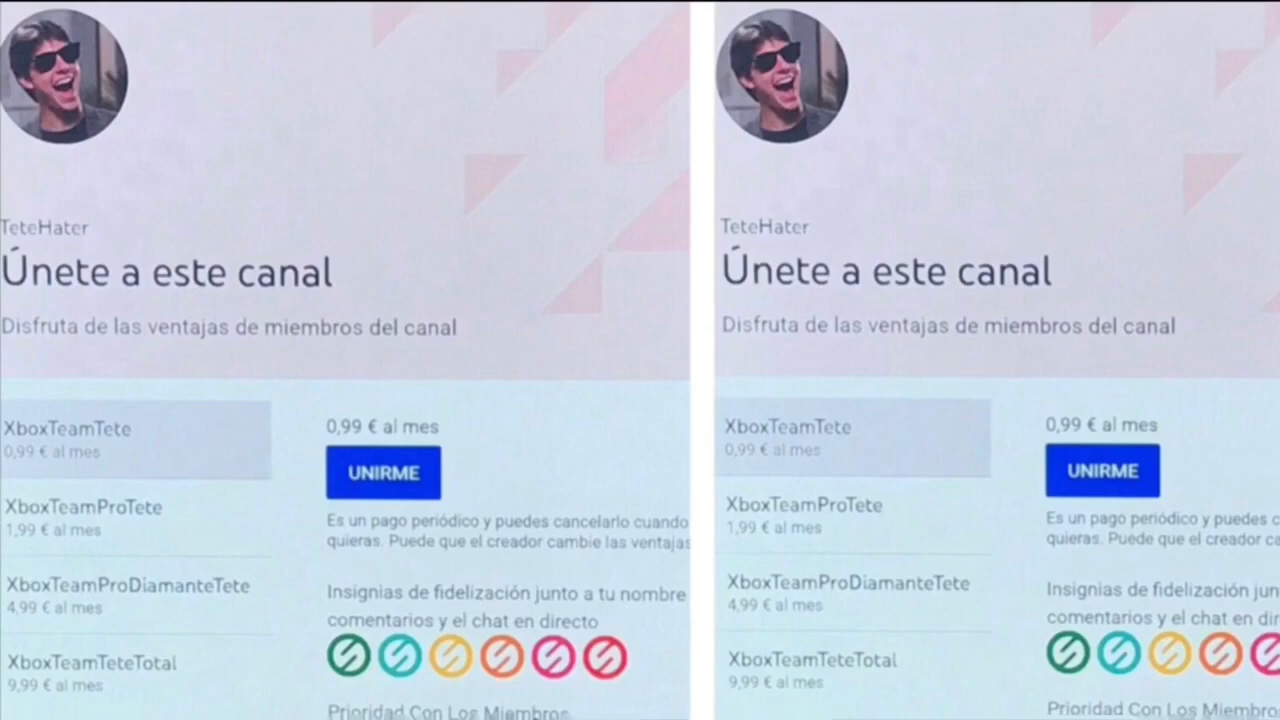 TeteHater
Únete a este canal
Disfruta de las ventajas de miembros del canal
XboxTeamTete
0,99 € al mes
XboxTeamProTete
1,99 € al mes
XboxTeamProDiamanteTete
4,99 € al mes
XboxTeamTeteTotal
9,99 € al mes
0,99 € al mes
UNIRME
Es un pago periódico y puedes cancelarlo cuando
quieras. Puede que el creador cambie las ventajas
Insignias de fidelización junto a tu nombre
comentarios y el chat en directo
Prioridad Con Los Miembros
TeteHater
Únete a este canal
Disfruta de las ventajas de miembros del canal
XboxTeamTete
0,99 € al mes
XboxTeamProTete
1,99 € al mes
XboxTeamProDiamanteTete
4,99 € al mes
XboxTeamTeteTotal
9,99 € al mes
0,99 € al mes
UNIRME
Es un pago periódico y puedes
quieras. Puede que el creador
Insignias de fidelización
comentarios y el chat en
Prioridad Con Los